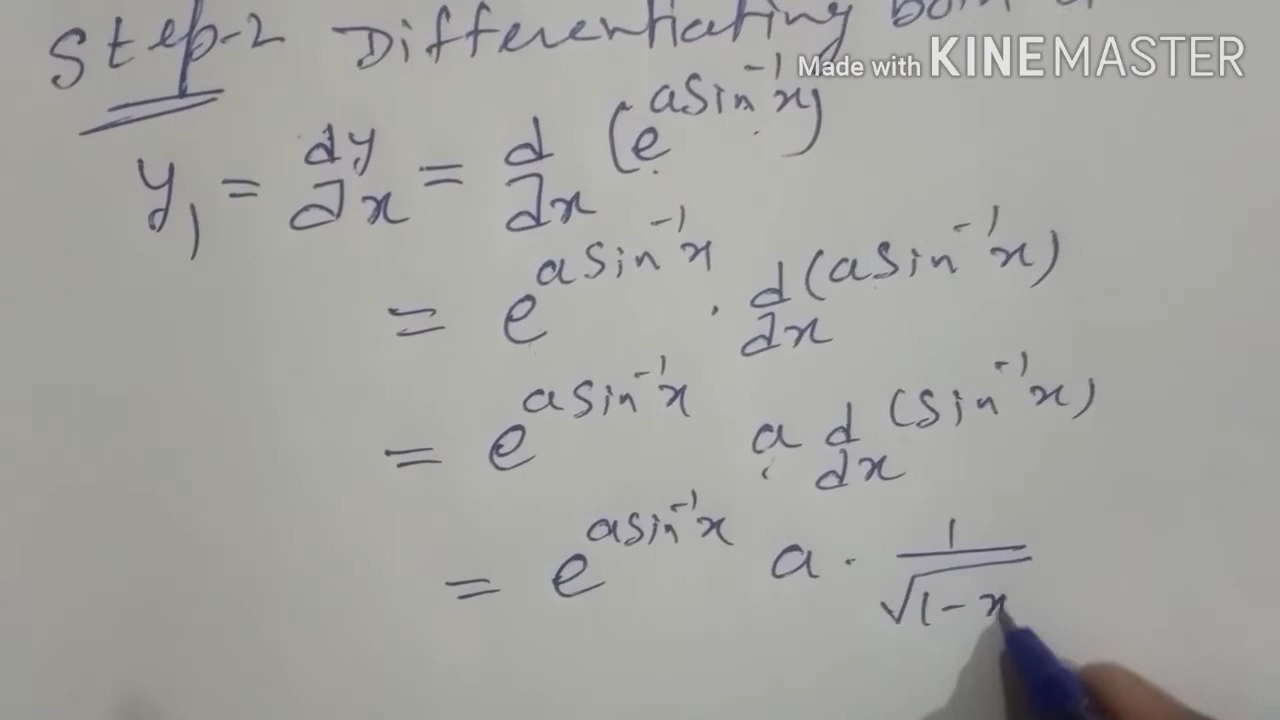 Step-2 Differentiating both
Made with KINEMASTER
y₁ = dy/dx = d/dx (e^(a sin⁻¹x))
= e^(a sin⁻¹x) · d/dx (a sin⁻¹x)
= e^(a sin⁻¹x) a d/dx (sin⁻¹x)
= e^(a sin⁻¹x) a · 1/√(1-x